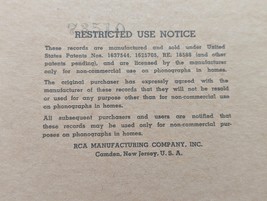 28510
RESTRICTED USE NOTICE
These records are manufactured and sold under United
States Patents Nos. 1637544, 1625705, RE. 16588 (and other
patents pending), and are licensed by the manufacturer
only for non-commercial use on phonographs in homes.
The original purchaser has expressly agreed with the
manufacturer of these records that they will not be resold
or used for any purpose other than for non-commercial use
on phonographs in homes.
All subsequent purchasers and users are notified that
these records may be used only for non-commercial pur-
poses on phonographs in homes.
RCA MANUFACTURING COMPANY, INC.
Camden, New Jersey, U. S. A.